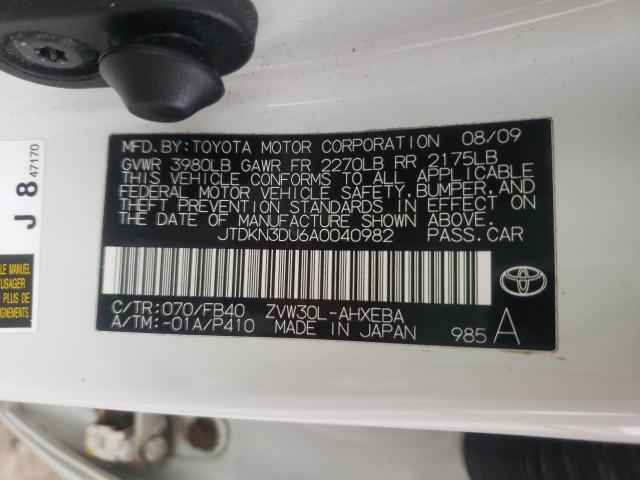 MFD.BY:TOYOTA MOTOR CORPORATION 08/09
GVWR 3980LB GAWR FR 2270LB RR 2175LB
THIS VEHICLE CONFORMS TO ALL APPLICABLE
FEDERAL MOTOR VEHICLE SAFETY,BUMPER,AND
THEFT PREVENTION STANDARDS IN EFFECT ON
THE DATE OF MANUFACTURE SHOWN ABOVE.
JTDKN3DU6A0040982 PASS.CAR
C/TR:070/FB40 ZVW30L-AHXEBA
A/TM:-01A/P410 MADE IN JAPAN 985 A
J 8 47170
LE MANUEL
USAGER
PLUS DE
IGNEMENTS.